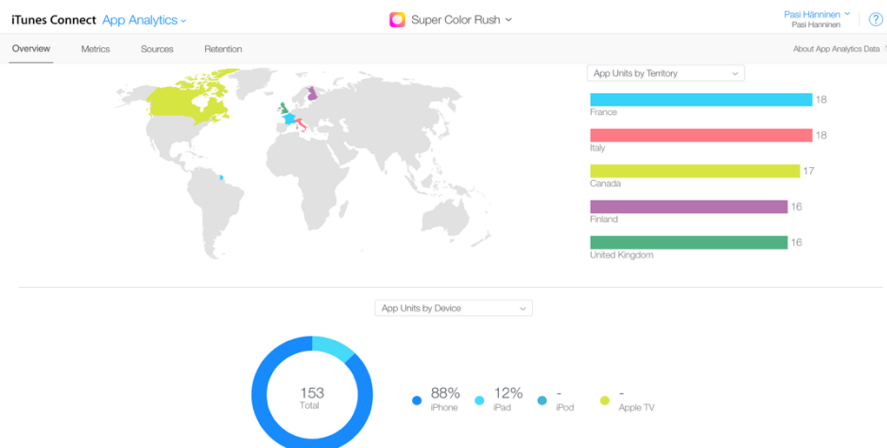 iTunes Connect App Analytics
Super Color Rush
Pasi Hänninen
Pasi Hanninen
?
Overview Metrics Sources Retention
About App Analytics Data
App Units by Territory
18
France
18
Italy
17
Canada
16
Finland
16
United Kingdom
App Units by Device
153
Total
88%
iPhone
12%
iPad
-
iPod
-
Apple TV